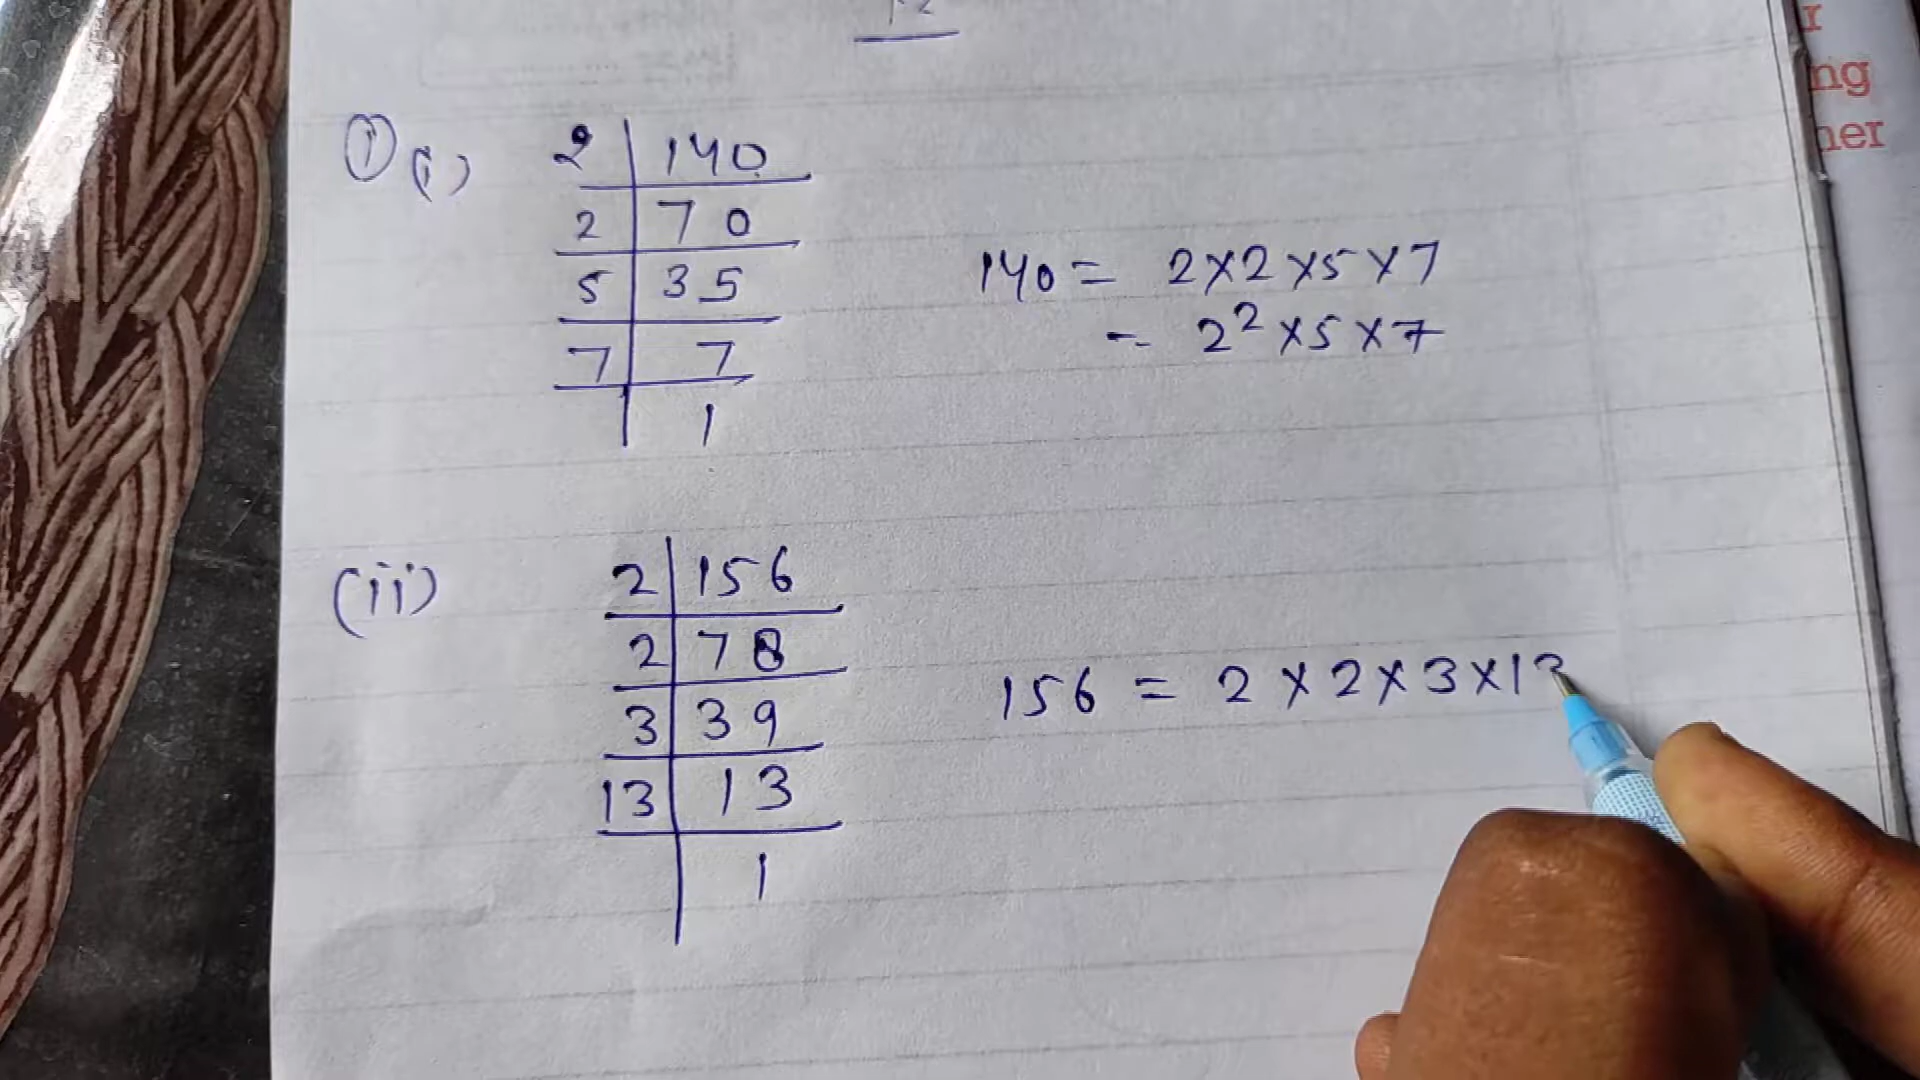 ① (i)
2 | 140
2 | 70
5 | 35
7 | 7
1
140 = 2×2×5×7
= 2² ×5×7
(ii)
2 | 156
2 | 78
3 | 39
13 | 13
1
156 = 2 × 2 × 3 × 13
r
ng
her